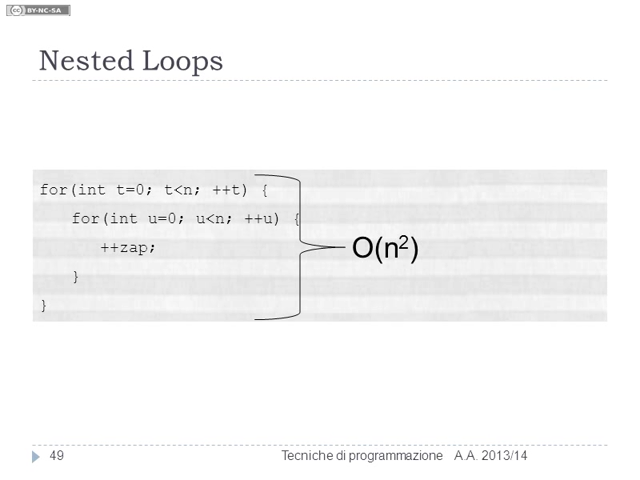 BY-NC-SA
Nested Loops
for(int t=0; t<n; ++t) {
for(int u=0; u<n; ++u) {
++zap;
}
}
O(n²)
49 Tecniche di programmazione A.A. 2013/14